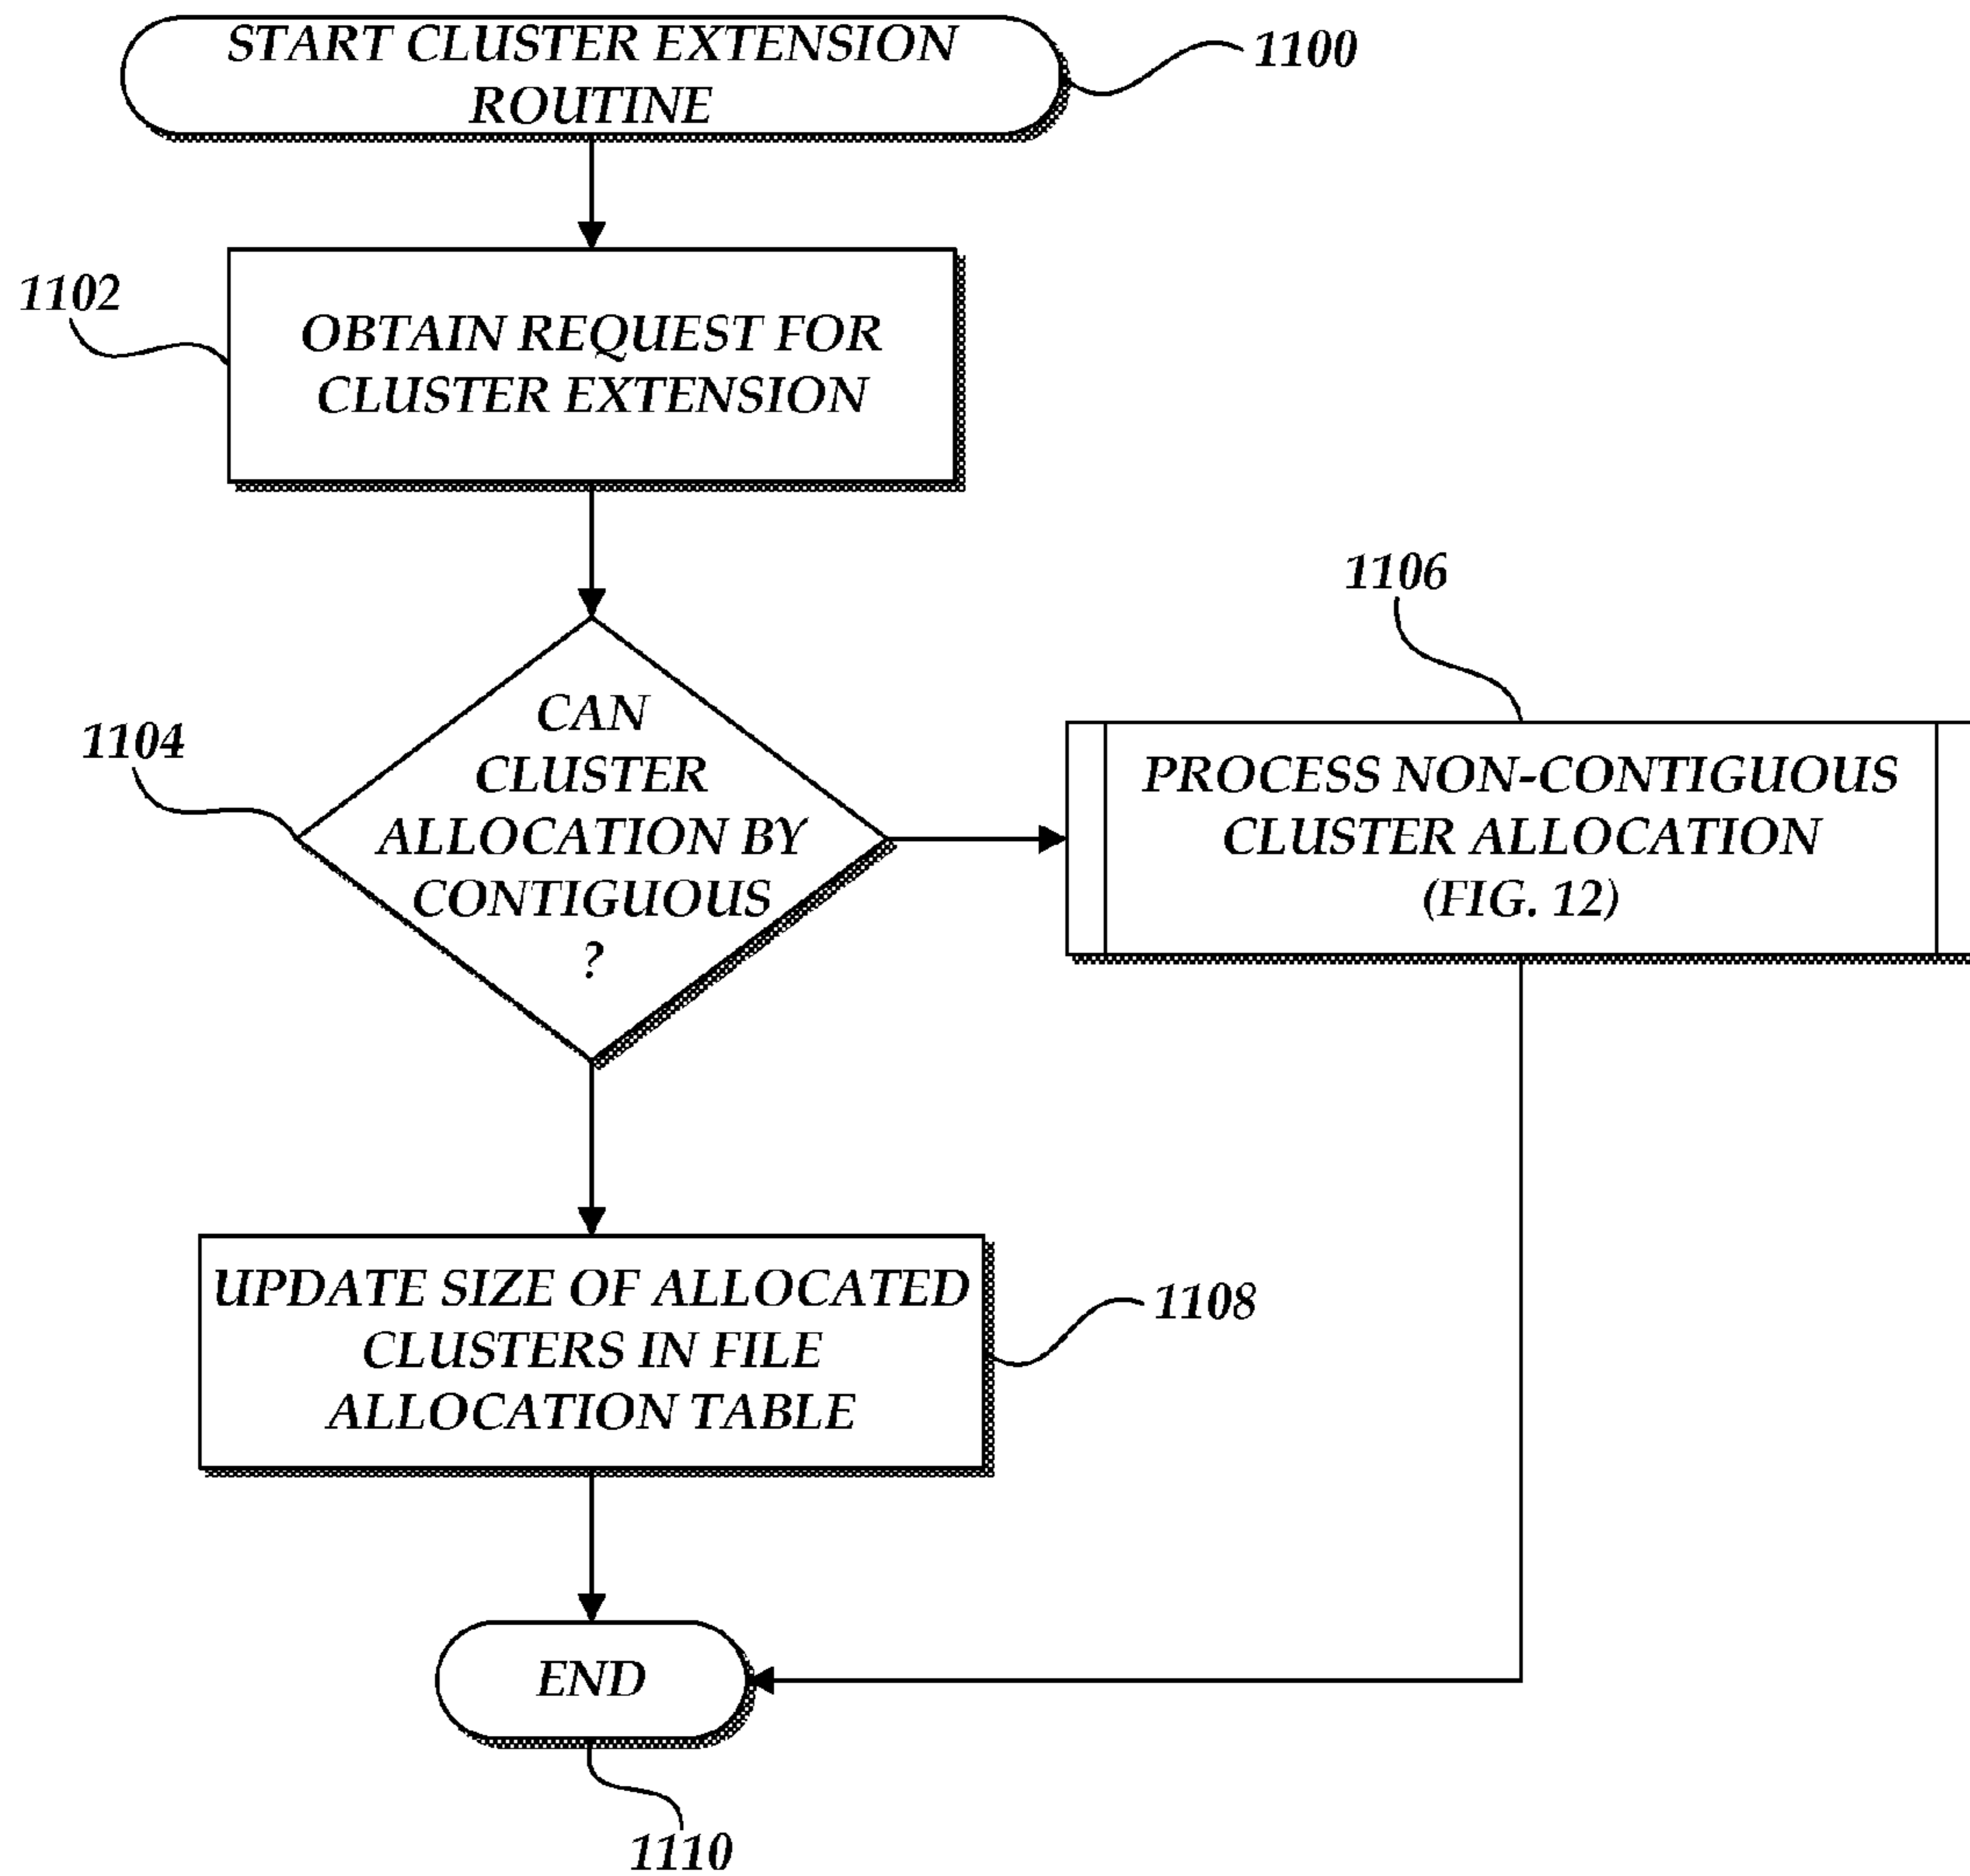 START CLUSTER EXTENSION
ROUTINE
1100
1102
OBTAIN REQUEST FOR
CLUSTER EXTENSION
1104
CAN
CLUSTER
ALLOCATION BY
CONTIGUOUS
?
1106
PROCESS NON-CONTIGUOUS
CLUSTER ALLOCATION
(FIG. 12)
UPDATE SIZE OF ALLOCATED
CLUSTERS IN FILE
ALLOCATION TABLE
1108
END
1110